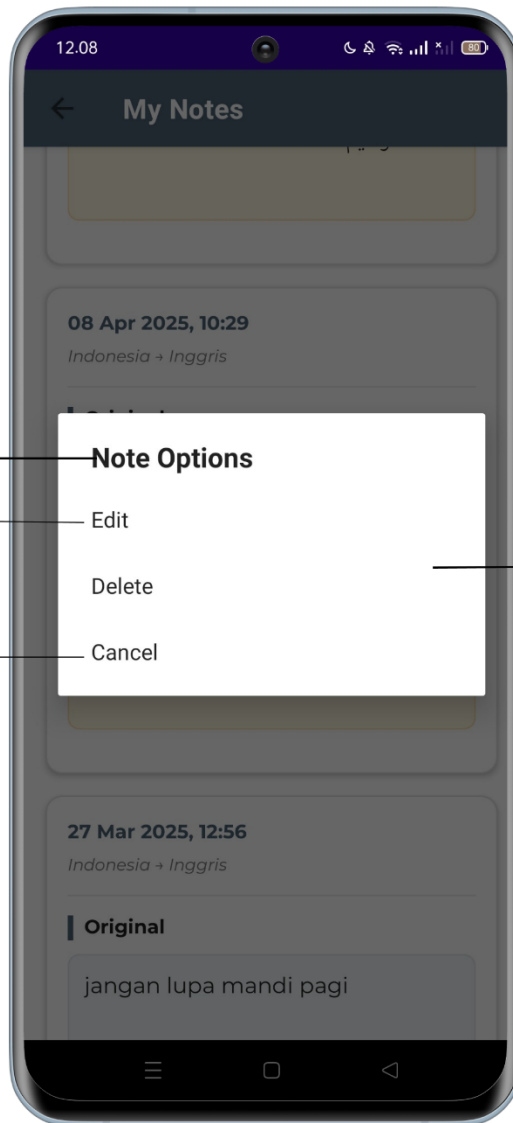 12.08
80
My Notes
08 Apr 2025, 10:29
Indonesia → Inggris
Note Options
Edit
Delete
Cancel
27 Mar 2025, 12:56
Indonesia → Inggris
Original
jangan lupa mandi pagi